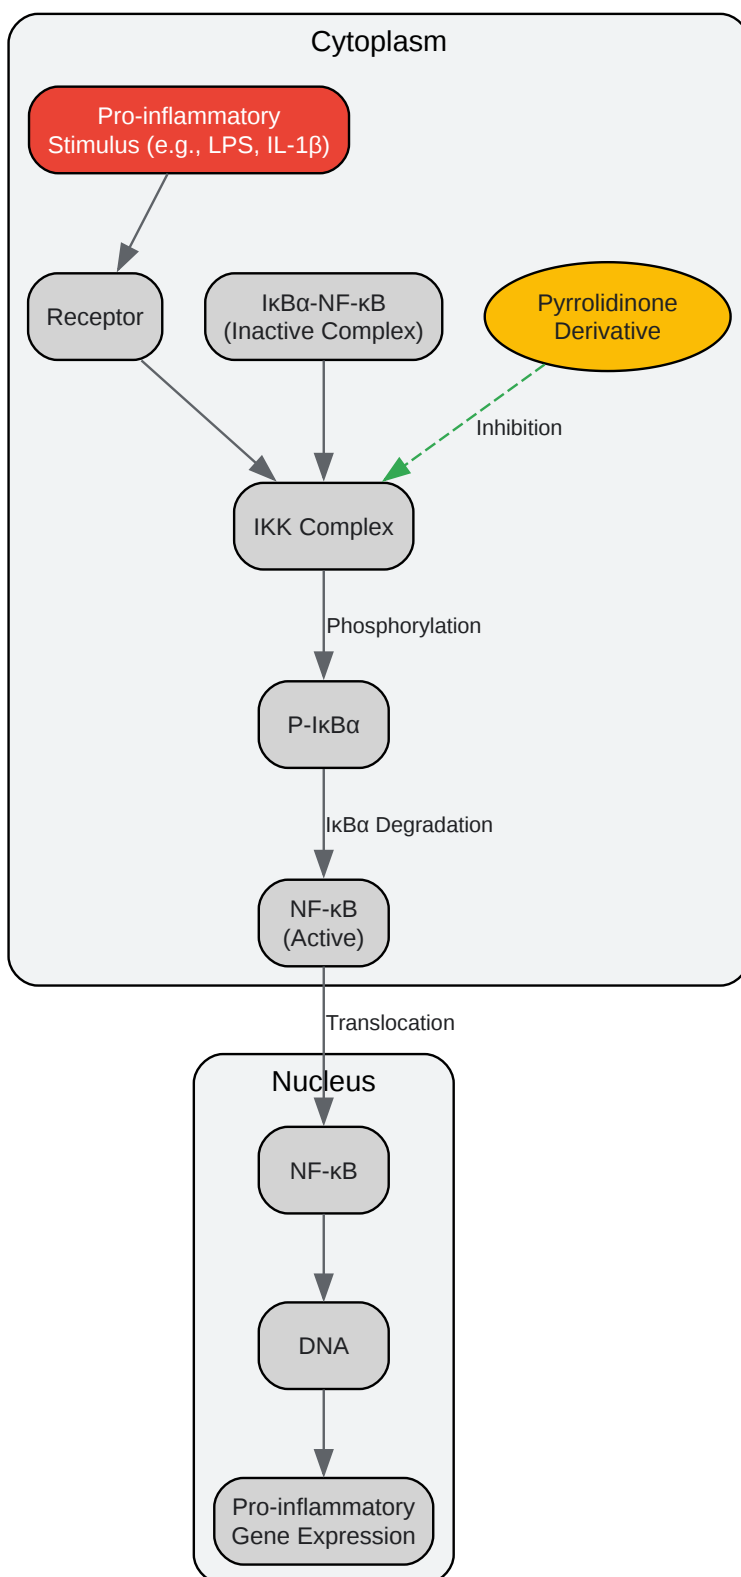 Cytoplasm
Pro-inflammatory
Stimulus (e.g., LPS, IL-1β)
Receptor
IκBα-NF-κB
(Inactive Complex)
Pyrrolidinone
Derivative
Inhibition
IKK Complex
Phosphorylation
P-IκBα
IκBα Degradation
NF-κB
(Active)
Translocation
Nucleus
NF-κB
DNA
Pro-inflammatory
Gene Expression